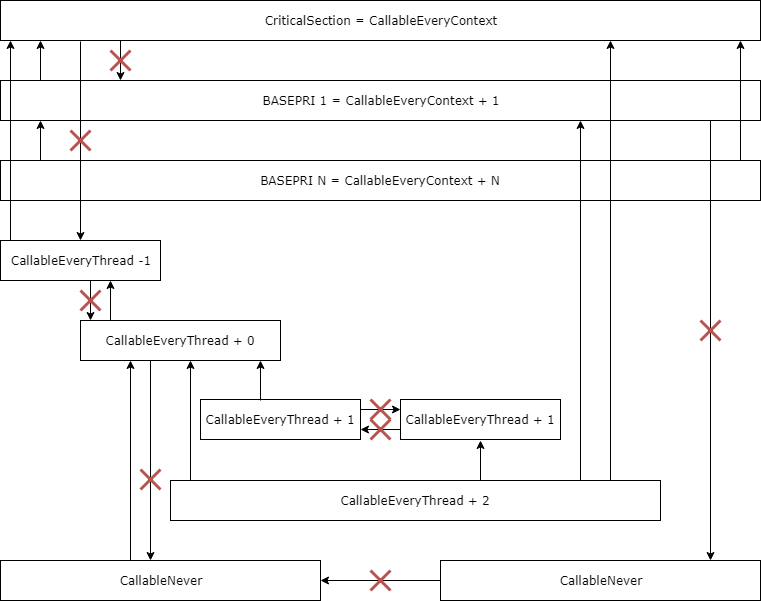 CriticalSection = CallableEveryContext
BASEPRI 1 = CallableEveryContext + 1
BASEPRI N = CallableEveryContext + N
CallableEveryThread -1
CallableEveryThread + 0
CallableEveryThread + 1
CallableEveryThread + 1
CallableEveryThread + 2
CallableNever
CallableNever